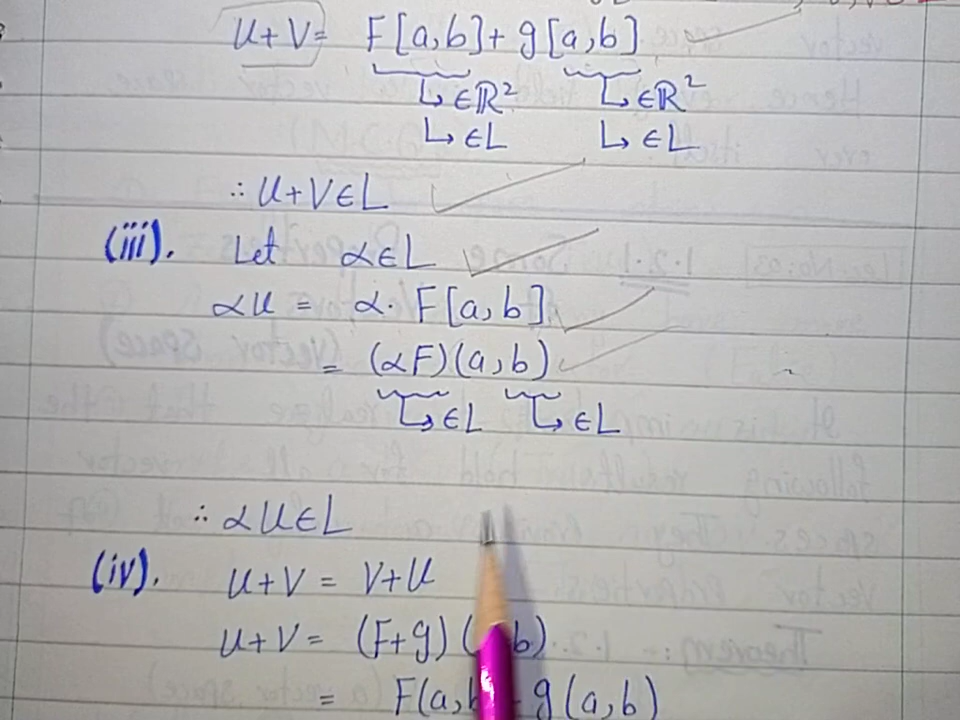 U+V = F[a,b] + g[a,b]
↳ ∈ℝ² ↳ ∈ℝ²
↳ ∈L ↳ ∈L
∴ U+V∈L
(iii). Let α∈L
αU = α. F[a,b]
= (αF)(a,b)
↳ ∈L ↳ ∈L
∴ αU∈L
(iv). U+V = V+U
U+V = (F+g)( b)
= F(a, g(a,b)